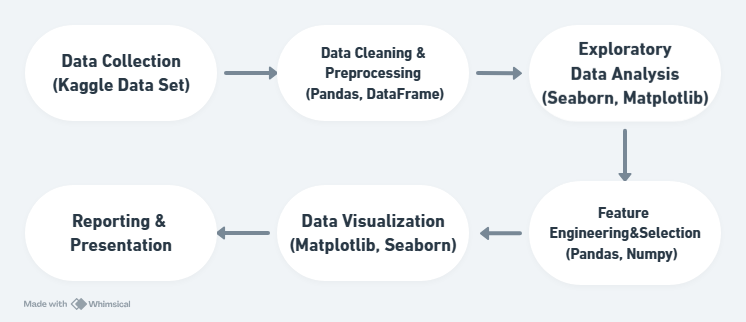 Data Collection
(Kaggle Data Set)
Data Cleaning &
Preprocessing
(Pandas, DataFrame)
Exploratory
Data Analysis
(Seaborn, Matplotlib)
Feature
Engineering&Selection
(Pandas, Numpy)
Data Visualization
(Matplotlib, Seaborn)
Reporting &
Presentation
Made with Whimsical